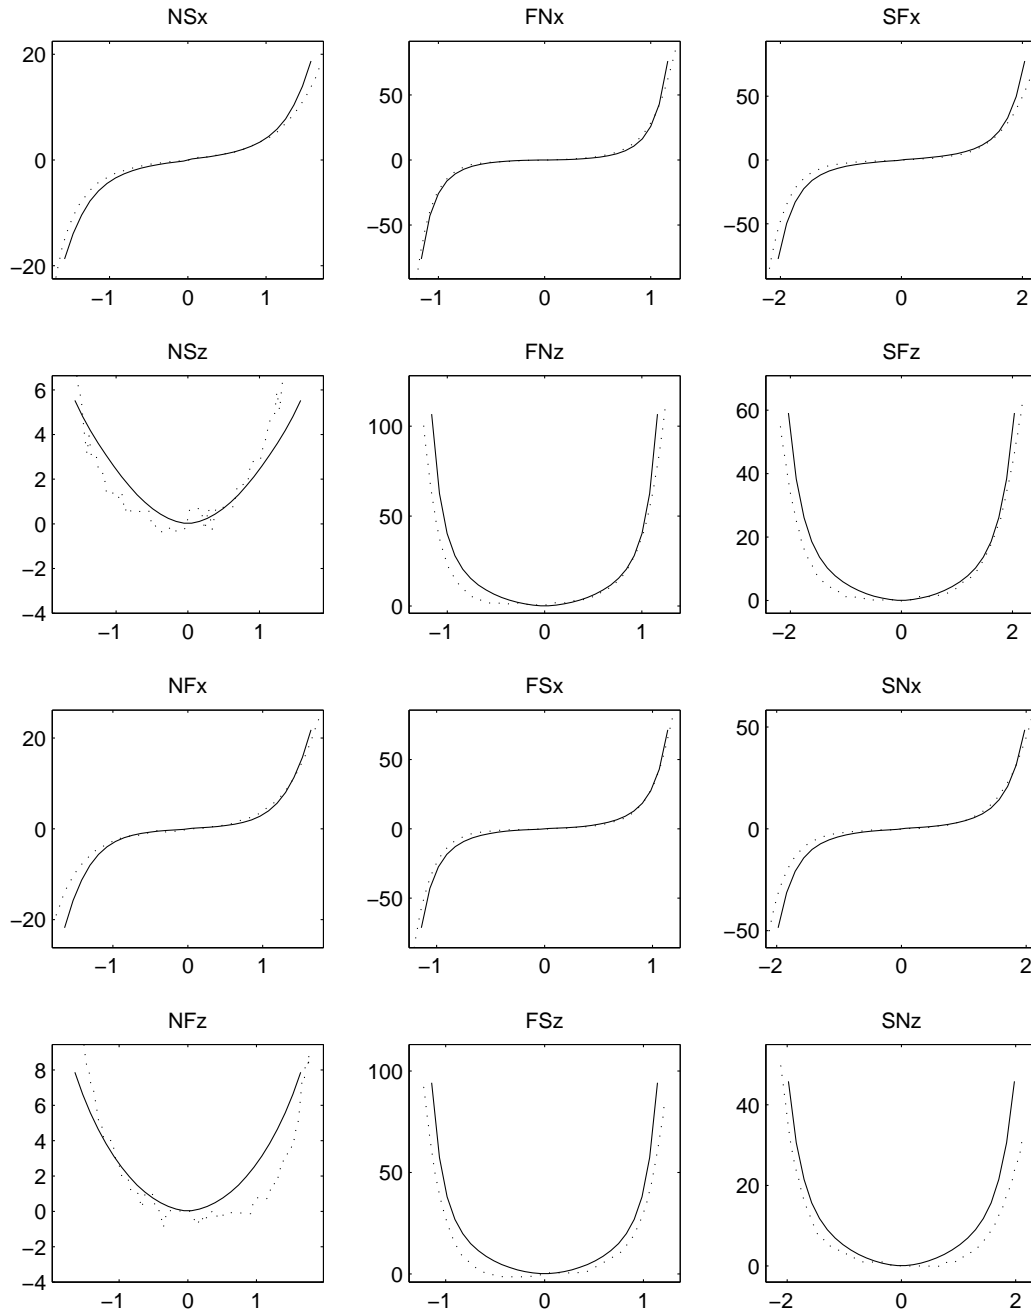 NSx FNx SFx
20 0 −20 −1 0 1
50 0 −50 −1 0 1
50 0 −50 −2 0 2
NSz FNz SFz
6 4 2 0 −2 −4 −1 0 1
100 50 0 −1 0 1
60 40 20 0 −2 0 2
NFx FSx SNx
20 0 −20 −1 0 1
50 0 −50 −1 0 1
50 0 −50 −2 0 2
NFz FSz SNz
8 6 4 2 0 −2 −4 −1 0 1
100 50 0 −1 0 1
40 20 0 −2 0 2